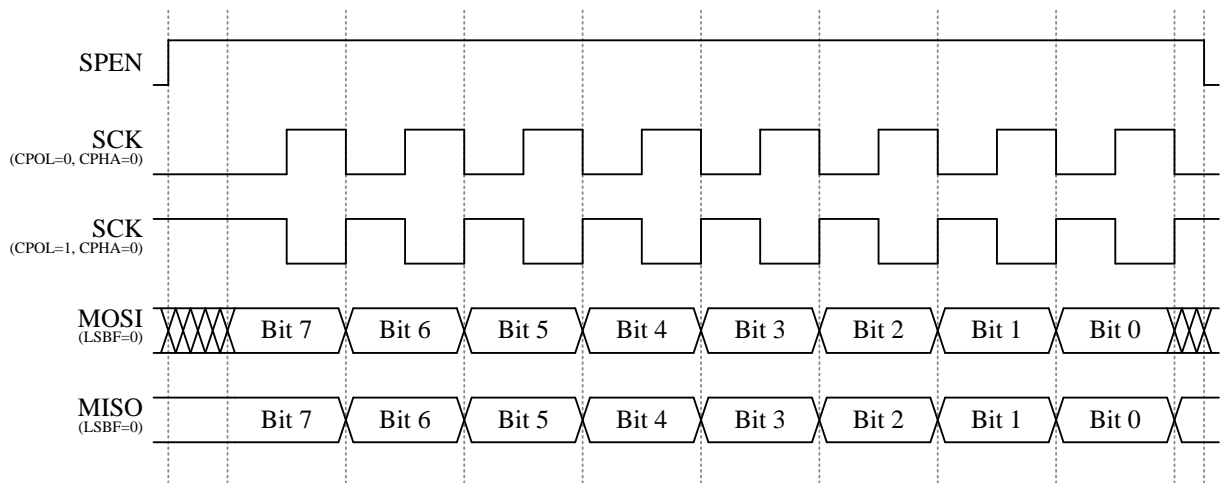 SPEN
SCK
(CPOL=0, CPHA=0)
SCK
(CPOL=1, CPHA=0)
MOSI
(LSBF=0)
Bit 7 Bit 6 Bit 5 Bit 4 Bit 3 Bit 2 Bit 1 Bit 0
MISO
(LSBF=0)
Bit 7 Bit 6 Bit 5 Bit 4 Bit 3 Bit 2 Bit 1 Bit 0